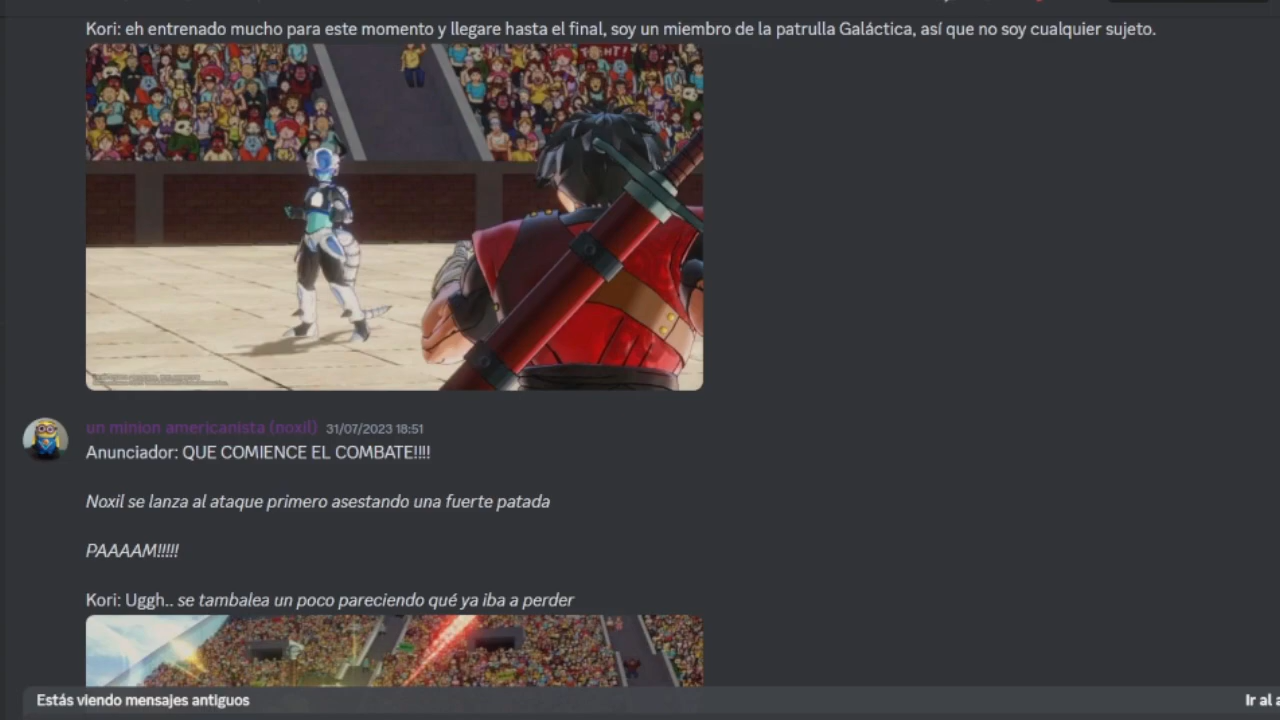 Kori: eh entrenado mucho para este momento y llegare hasta el final, soy un miembro de la patrulla Galáctica, así que no soy cualquier sujeto.
un minion americanista (noxil) 31/07/2023 18:51
Anunciador: QUE COMIENCE EL COMBATE!!!!
Noxil se lanza al ataque primero asestando una fuerte patada
PAAAAM!!!!!
Kori: Uggh.. se tambalea un poco pareciendo qué ya iba a perder
Estás viendo mensajes antiguos
Ir al a